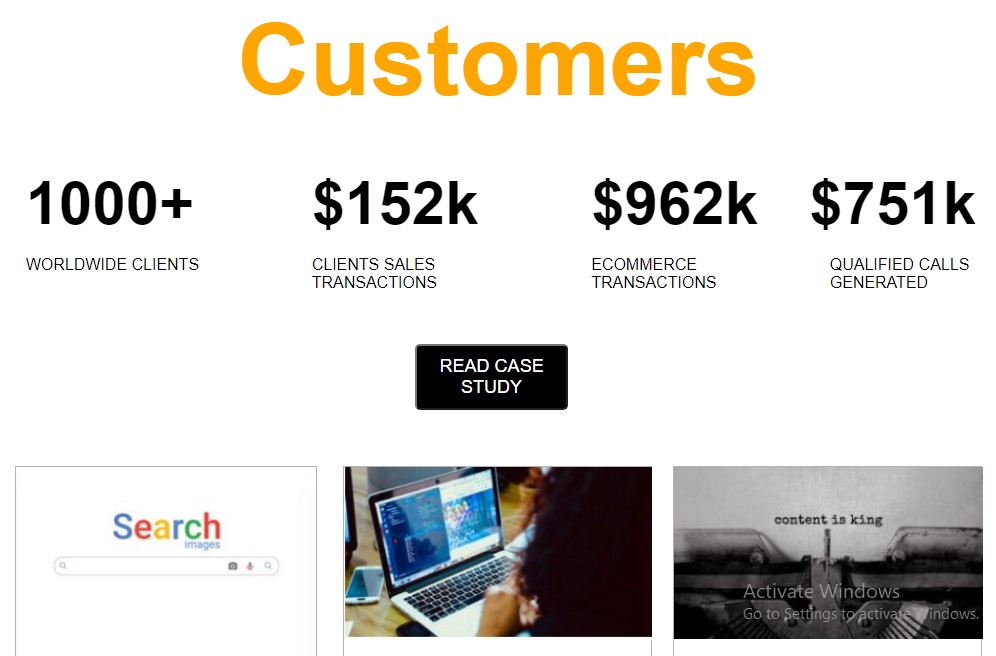 Customers
1000+ $152k $962k $751k
WORLDWIDE CLIENTS CLIENTS SALES ECOMMERCE QUALIFIED CALLS
TRANSACTIONS TRANSACTIONS GENERATED
READ CASE
STUDY
Search
images
content is king
Activate Windows
Go to Settings to activate Windows.